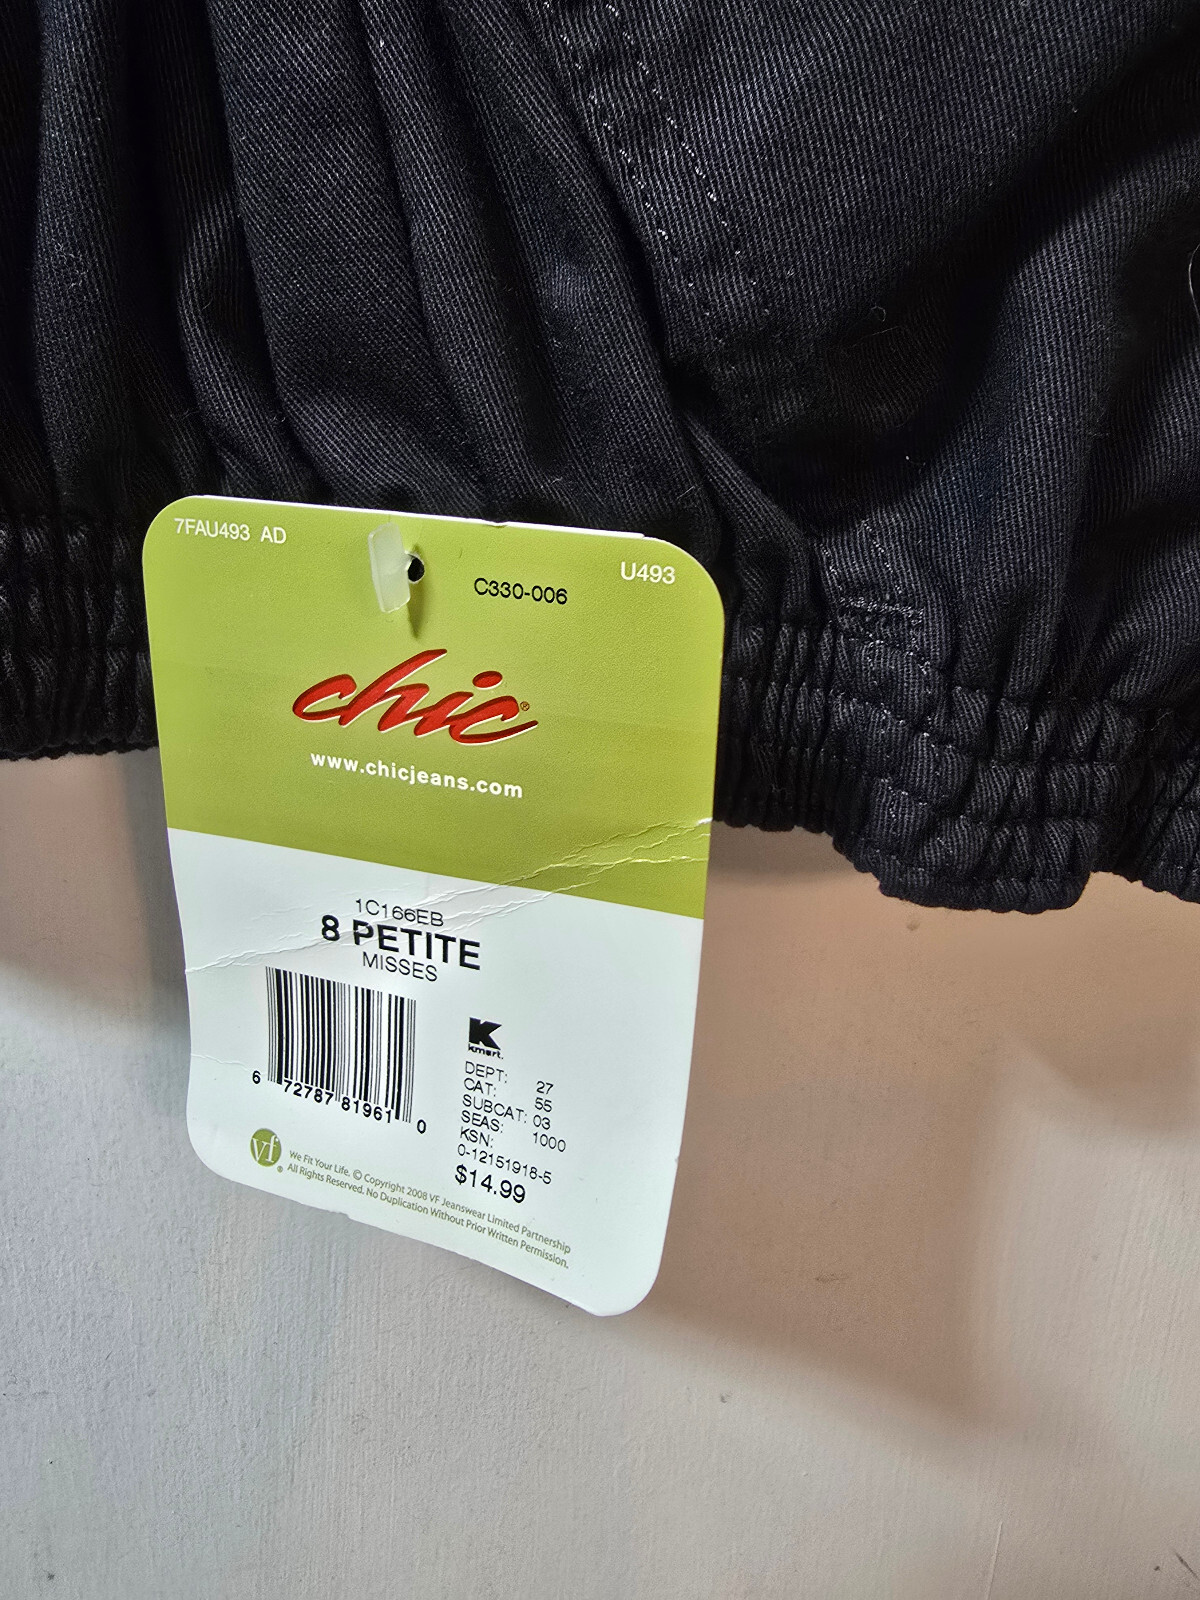 7FAU493 AD
C330-006
U493
chic®
www.chicjeans.com
1C166EB
8 PETITE
MISSES
6 72787 81961 0
K
kmart.
DEPT: 27
CAT: 55
SUBCAT: 03
SEAS: 1000
KSN:
0-12151918-5
$14.99
vf®
We Fit Your Life. © Copyright 2008 VF Jeanswear Limited Partnership
All Rights Reserved. No Duplication Without Prior Written Permission.